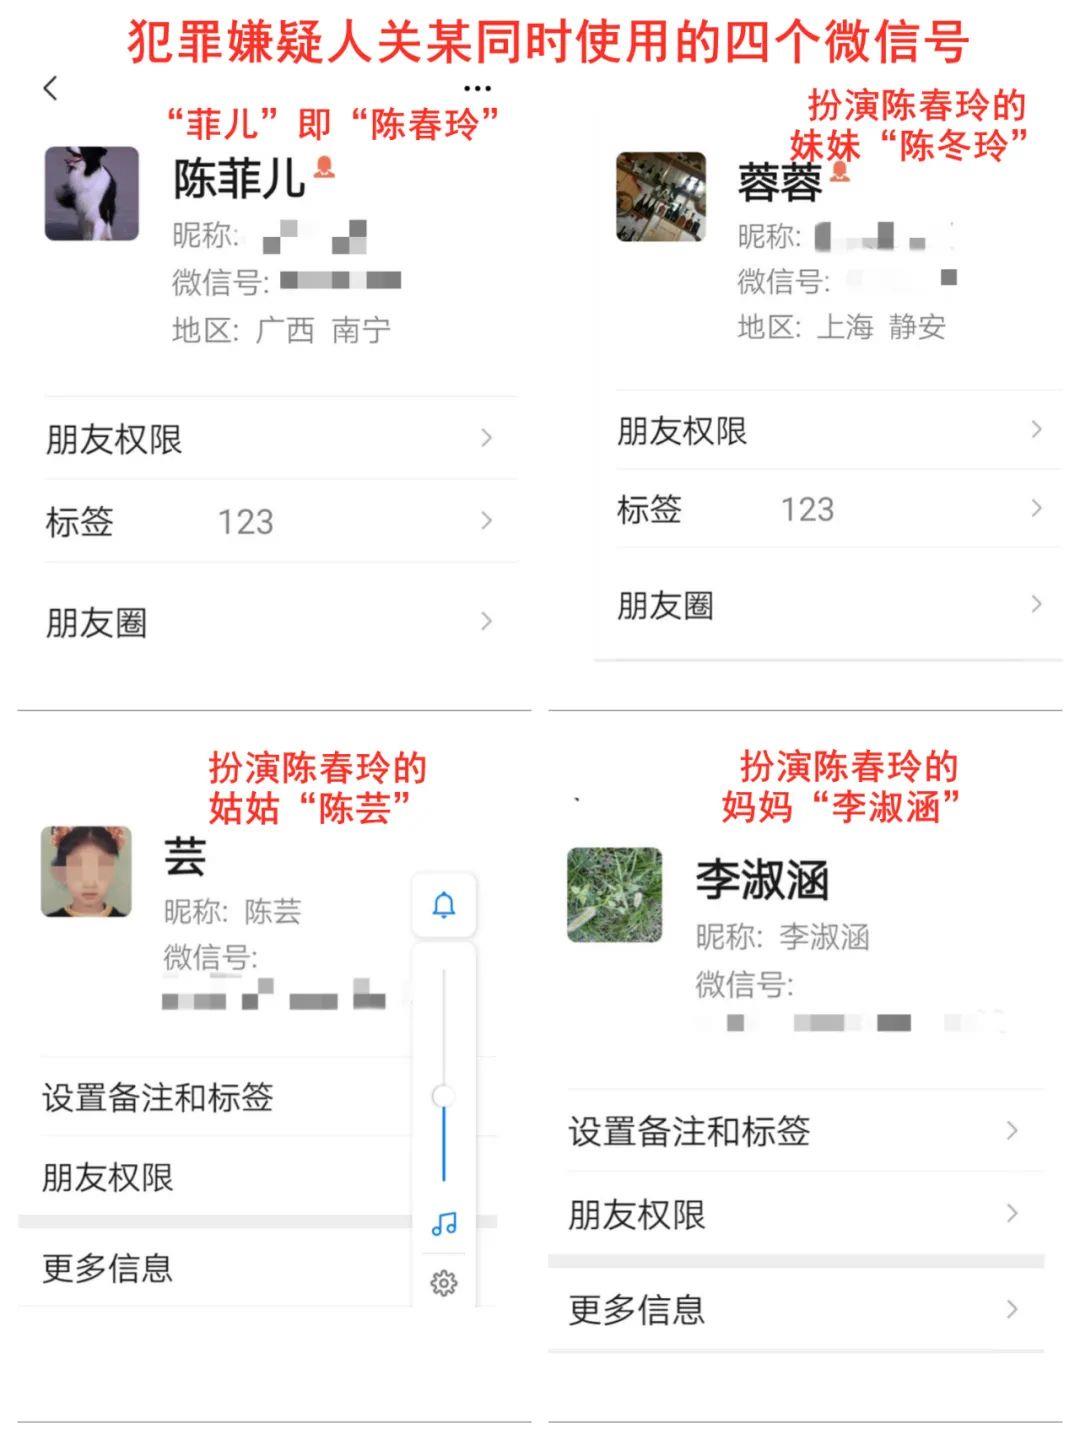 犯罪嫌疑人关某同时使用的四个微信号
“菲儿”即“陈春玲”
陈菲儿
昵称:
微信号:
地区: 广西 南宁
朋友权限
标签 123
朋友圈
扮演陈春玲的
妹妹“陈冬玲”
蓉蓉
昵称:
微信号:
地区: 上海 静安
朋友权限
标签 123
朋友圈
扮演陈春玲的
姑姑“陈芸”
芸
昵称: 陈芸
微信号:
设置备注和标签
朋友权限
更多信息
扮演陈春玲的
妈妈“李淑涵”
李淑涵
昵称: 李淑涵
微信号:
设置备注和标签
朋友权限
更多信息